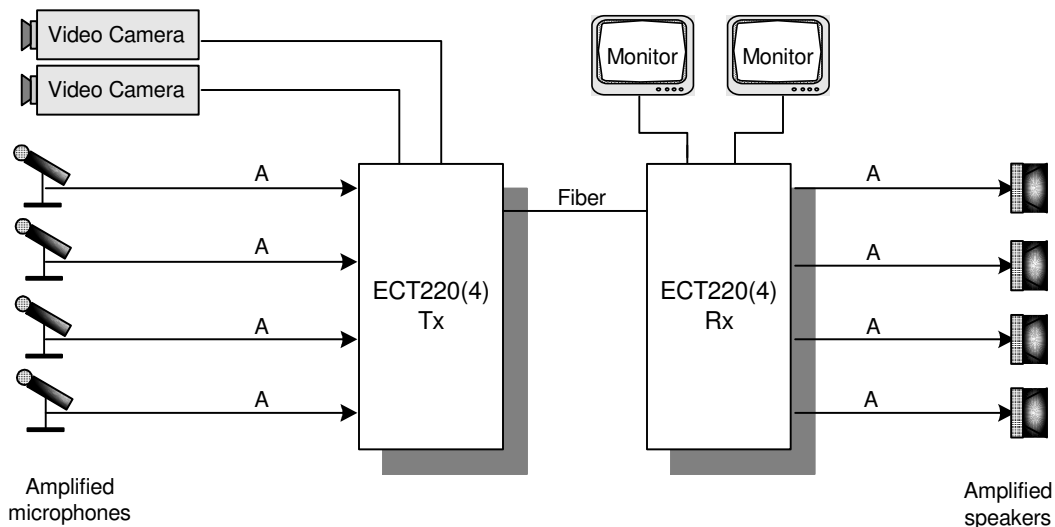 Video Camera
Video Camera
Monitor Monitor
A A
Fiber
A A
ECT220(4) ECT220(4)
Tx Rx
A A
A A
Amplified Amplified
microphones speakers